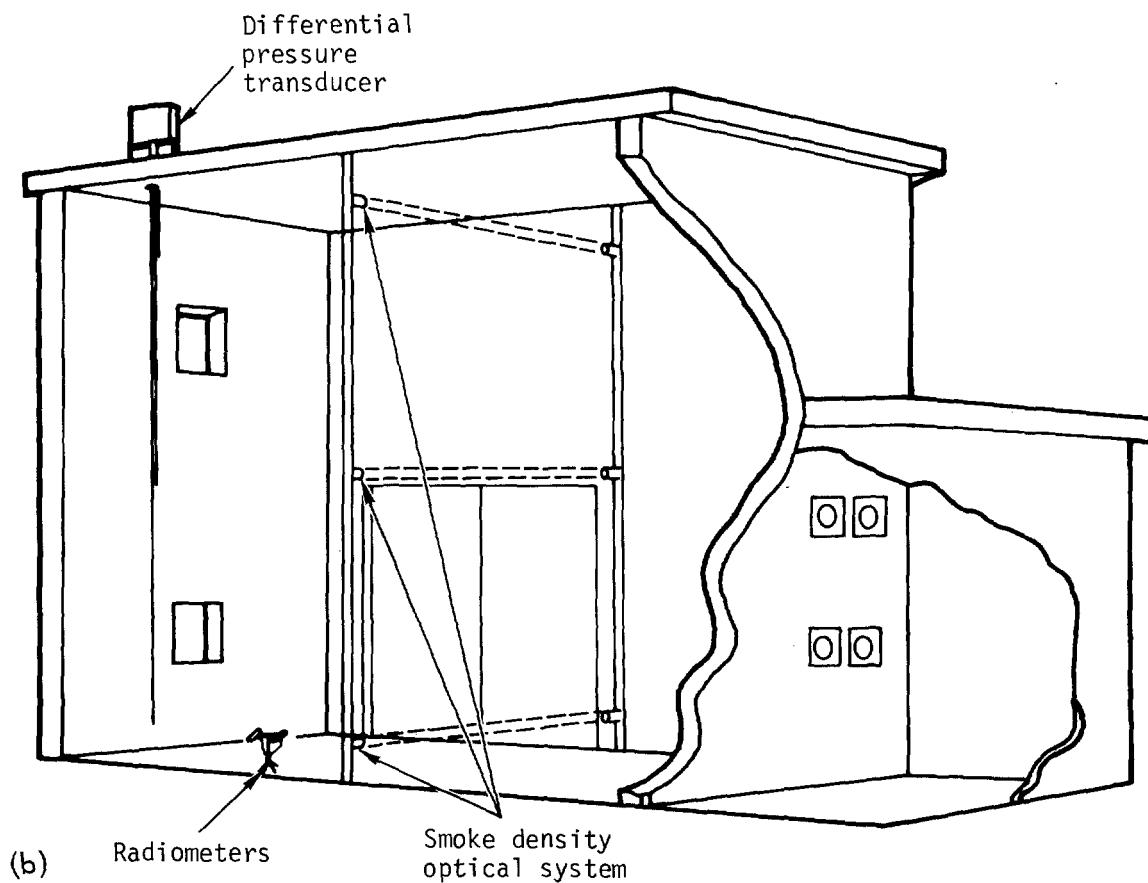 Differential
pressure
transducer
(b)
Radiometers
Smoke density
optical system